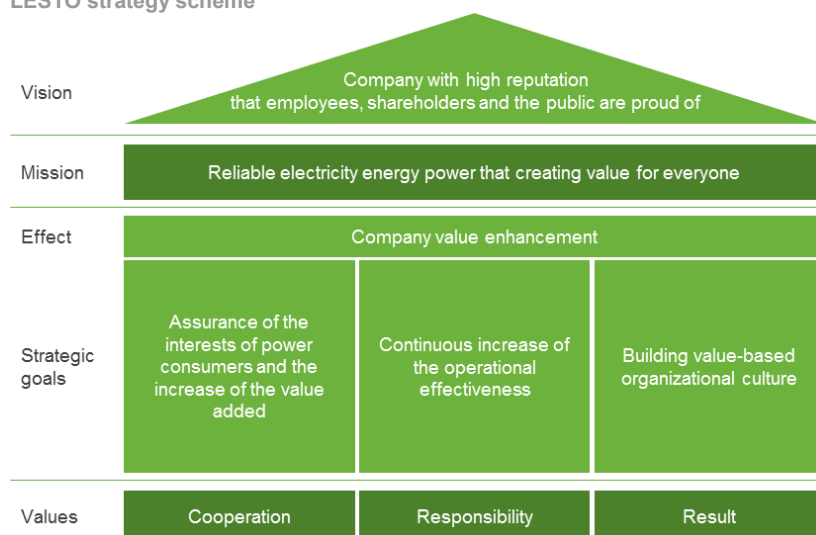 LESTO strategy scheme
Vision
Company with high reputation
that employees, shareholders and the public are proud of
Mission
Reliable electricity energy power that creating value for everyone
Effect
Company value enhancement
Strategic
goals
Assurance of the
interests of power
consumers and the
increase of the value
added
Continuous increase of
the operational
effectiveness
Building value-based
organizational culture
Values
Cooperation
Responsibility
Result